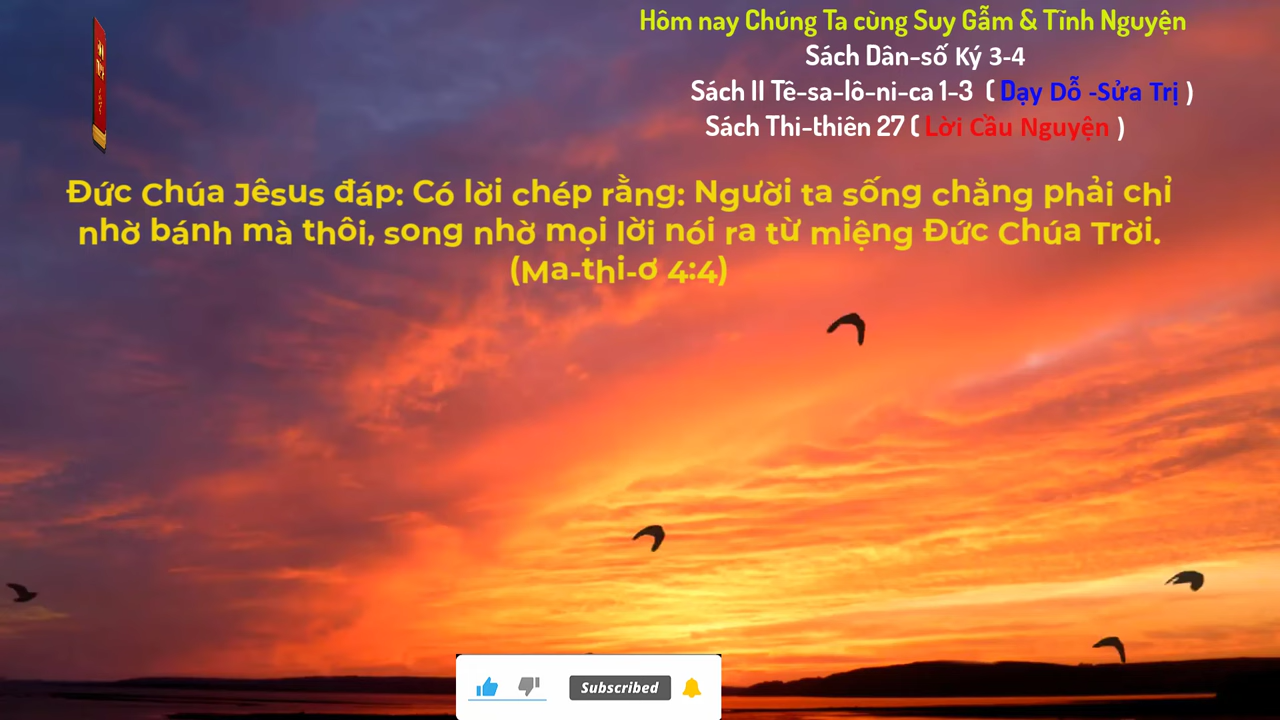 Hôm nay Chúng Ta cùng Suy Gẫm & Tĩnh Nguyện
Sách Dân-số Ký 3-4
Sách II Tê-sa-lô-ni-ca 1-3 ( Dạy Dỗ -Sửa Trị )
Sách Thi-thiên 27 ( Lời Cầu Nguyện )
Đức Chúa Jêsus đáp: Có lời chép rằng: Người ta sống chẳng phải chỉ
nhờ bánh mà thôi, song nhờ mọi lời nói ra từ miệng Đức Chúa Trời.
(Ma-thi-ơ 4:4)
Subscribed